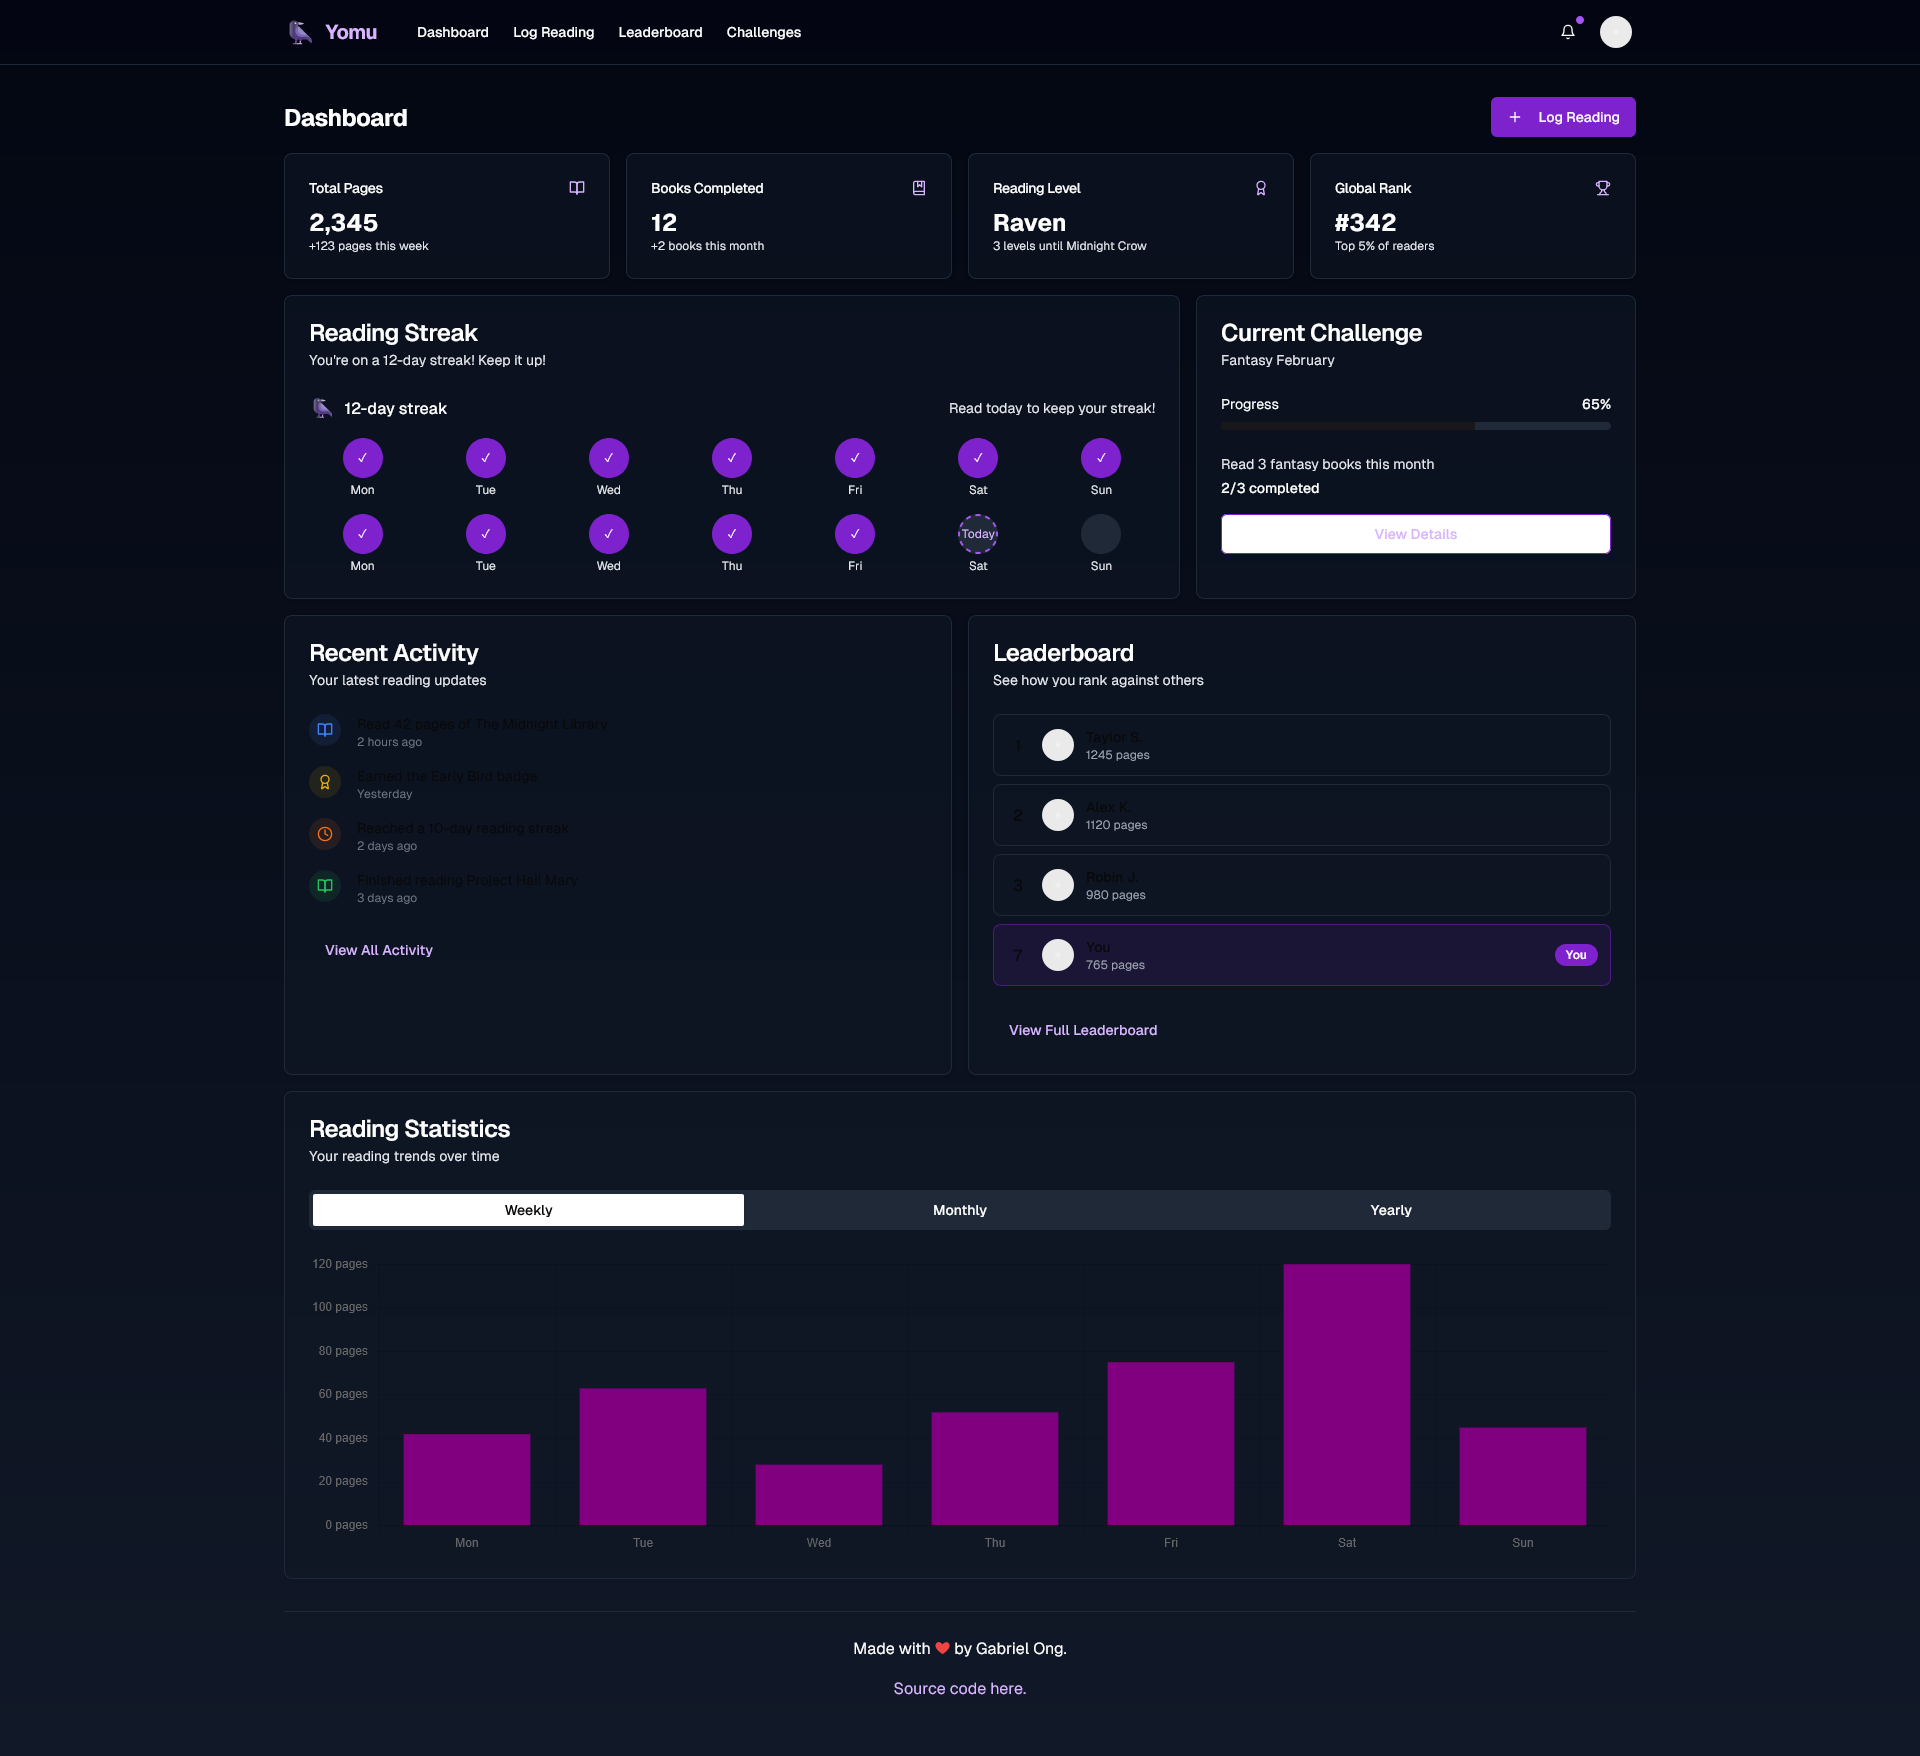 Yomu
Dashboard
Log Reading
Leaderboard
Challenges
Dashboard
Log Reading
Total Pages
2,345
+123 pages this week
Books Completed
12
+2 books this month
Reading Level
Raven
3 levels until Midnight Crow
Global Rank
#342
Top 5% of readers
Reading Streak
You're on a 12-day streak! Keep it up!
12-day streak
Read today to keep your streak!
Mon
Tue
Wed
Thu
Fri
Sat
Sun
Today
Mon
Tue
Wed
Thu
Fri
Sat
Sun
Current Challenge
Fantasy February
Progress
65%
Read 3 fantasy books this month
2/3 completed
View Details
Recent Activity
Your latest reading updates
Read 42 pages of The Midnight Library
2 hours ago
Earned the Early Bird badge
Yesterday
Reached a 10-day reading streak
2 days ago
Finished reading Project Hail Mary
3 days ago
View All Activity
Leaderboard
See how you rank against others
1
Taylor S.
1245 pages
2
Alex K.
1120 pages
3
Robin J.
980 pages
7
You
765 pages
You
View Full Leaderboard
Reading Statistics
Your reading trends over time
Weekly
Monthly
Yearly
120 pages
100 pages
80 pages
60 pages
40 pages
20 pages
0 pages
Mon
Tue
Wed
Thu
Fri
Sat
Sun
Made with ❤ by Gabriel Ong.
Source code here.